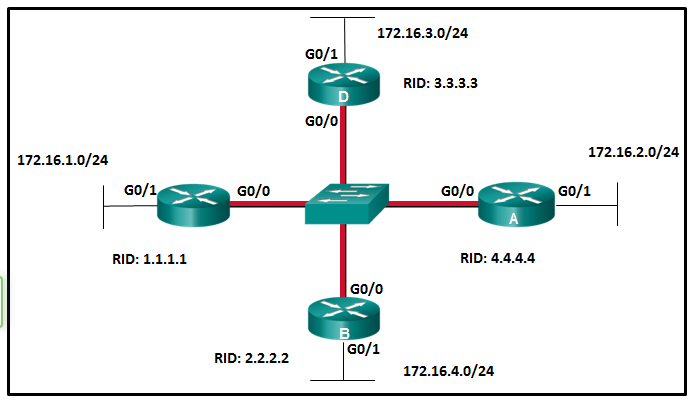 172.16.3.0/24
G0/1
RID: 3.3.3.3
D
G0/0
172.16.1.0/24
172.16.2.0/24
G0/1
G0/0
G0/0
G0/1
A
RID: 1.1.1.1
RID: 4.4.4.4
G0/0
B
G0/1
RID: 2.2.2.2
172.16.4.0/24